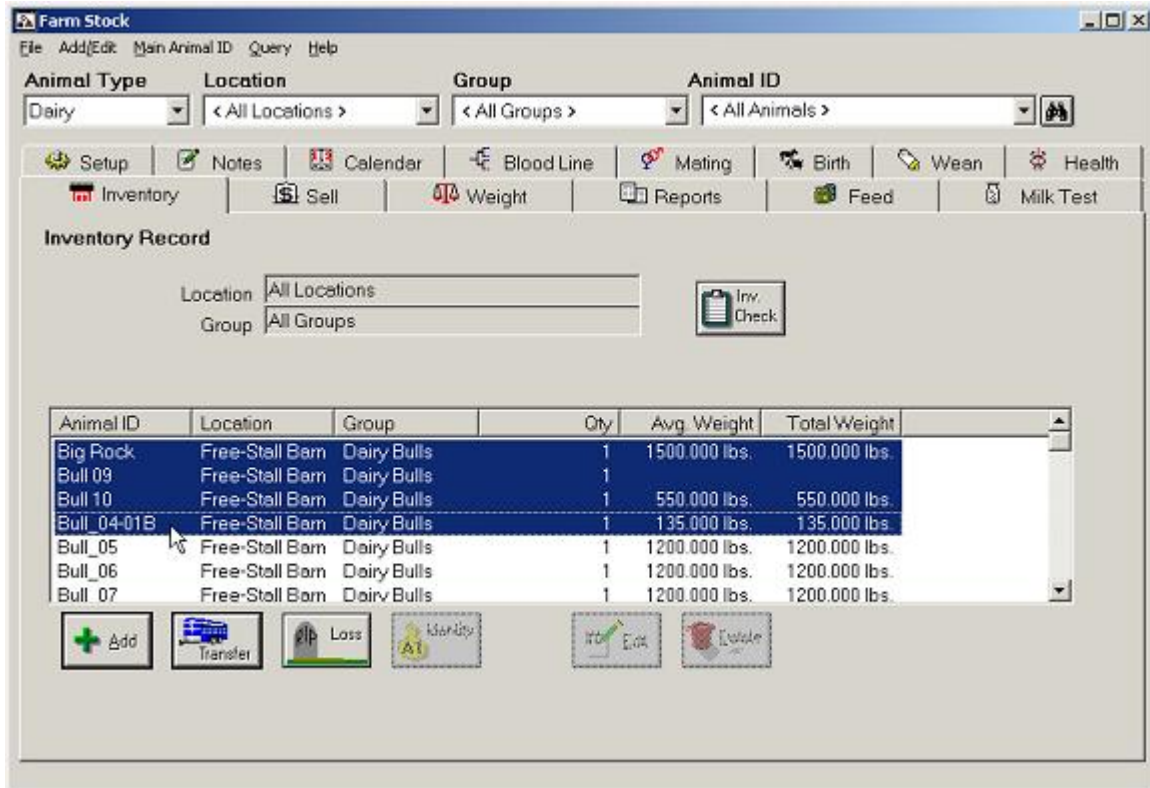 Farm Stock
File Add/Edit Main Animal ID Query Help
Animal Type Location Group Animal ID
Dairy < All Locations > < All Groups > < All Animals >
Setup Notes Calendar Blood Line Mating Birth Wean Health
Inventory Sell Weight Reports Feed Milk Test
Inventory Record
Location All Locations
Group All Groups
Inv.
Check
Animal ID Location Group Qty Avg. Weight Total Weight
Big Rock Free-Stall Barn Dairy Bulls 1 1500.000 lbs. 1500.000 lbs.
Bull 09 Free-Stall Barn Dairy Bulls 1
Bull 10 Free-Stall Barn Dairy Bulls 1 550.000 lbs. 550.000 lbs.
Bull_04-01B Free-Stall Barn Dairy Bulls 1 135.000 lbs. 135.000 lbs.
Bull_05 Free-Stall Barn Dairy Bulls 1 1200.000 lbs. 1200.000 lbs.
Bull_06 Free-Stall Barn Dairy Bulls 1 1200.000 lbs. 1200.000 lbs.
Bull_07 Free-Stall Barn Dairy Bulls 1 1200.000 lbs. 1200.000 lbs.
Add Transfer Loss Identity Edit